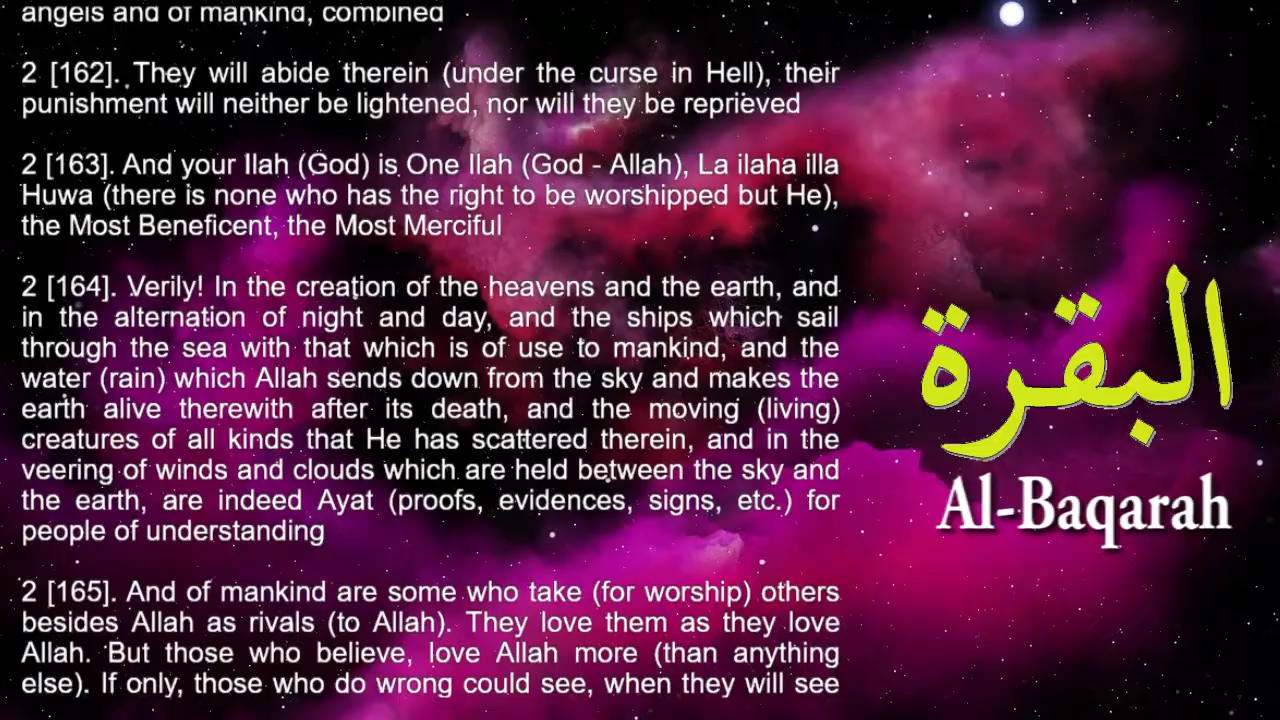 angels and of mankind, combined
2 [162]. They will abide therein (under the curse in Hell), their
punishment will neither be lightened, nor will they be reprieved
2 [163]. And your Ilah (God) is One Ilah (God - Allah), La ilaha illa
Huwa (there is none who has the right to be worshipped but He),
the Most Beneficent, the Most Merciful
2 [164]. Verily! In the creation of the heavens and the earth, and
in the alternation of night and day, and the ships which sail
through the sea with that which is of use to mankind, and the
water (rain) which Allah sends down from the sky and makes the
earth alive therewith after its death, and the moving (living)
creatures of all kinds that He has scattered therein, and in the
veering of winds and clouds which are held between the sky and
the earth, are indeed Ayat (proofs, evidences, signs, etc.) for
people of understanding
2 [165]. And of mankind are some who take (for worship) others
besides Allah as rivals (to Allah). They love them as they love
Allah. But those who believe, love Allah more (than anything
else). If only, those who do wrong could see, when they will see
البقرة
Al-Baqarah